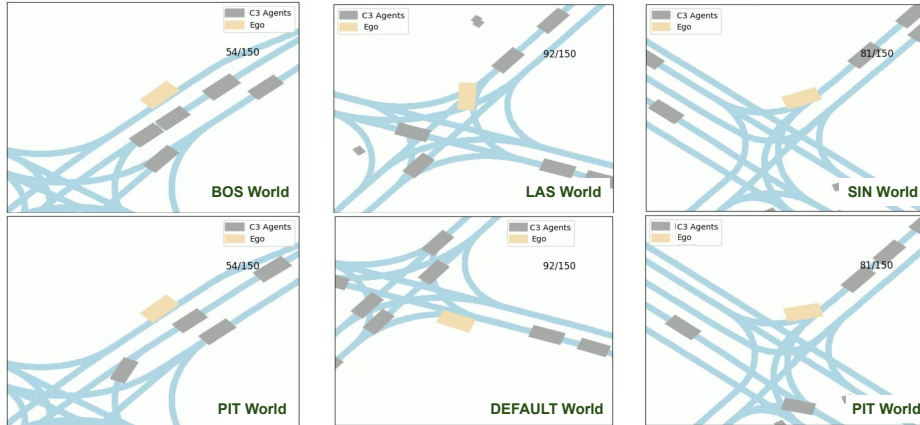 C3 Agents
Ego
54/150
BOS World
C3 Agents
Ego
92/150
LAS World
C3 Agents
Ego
81/150
SIN World
C3 Agents
Ego
54/150
PIT World
C3 Agents
Ego
92/150
DEFAULT World
C3 Agents
Ego
81/150
PIT World